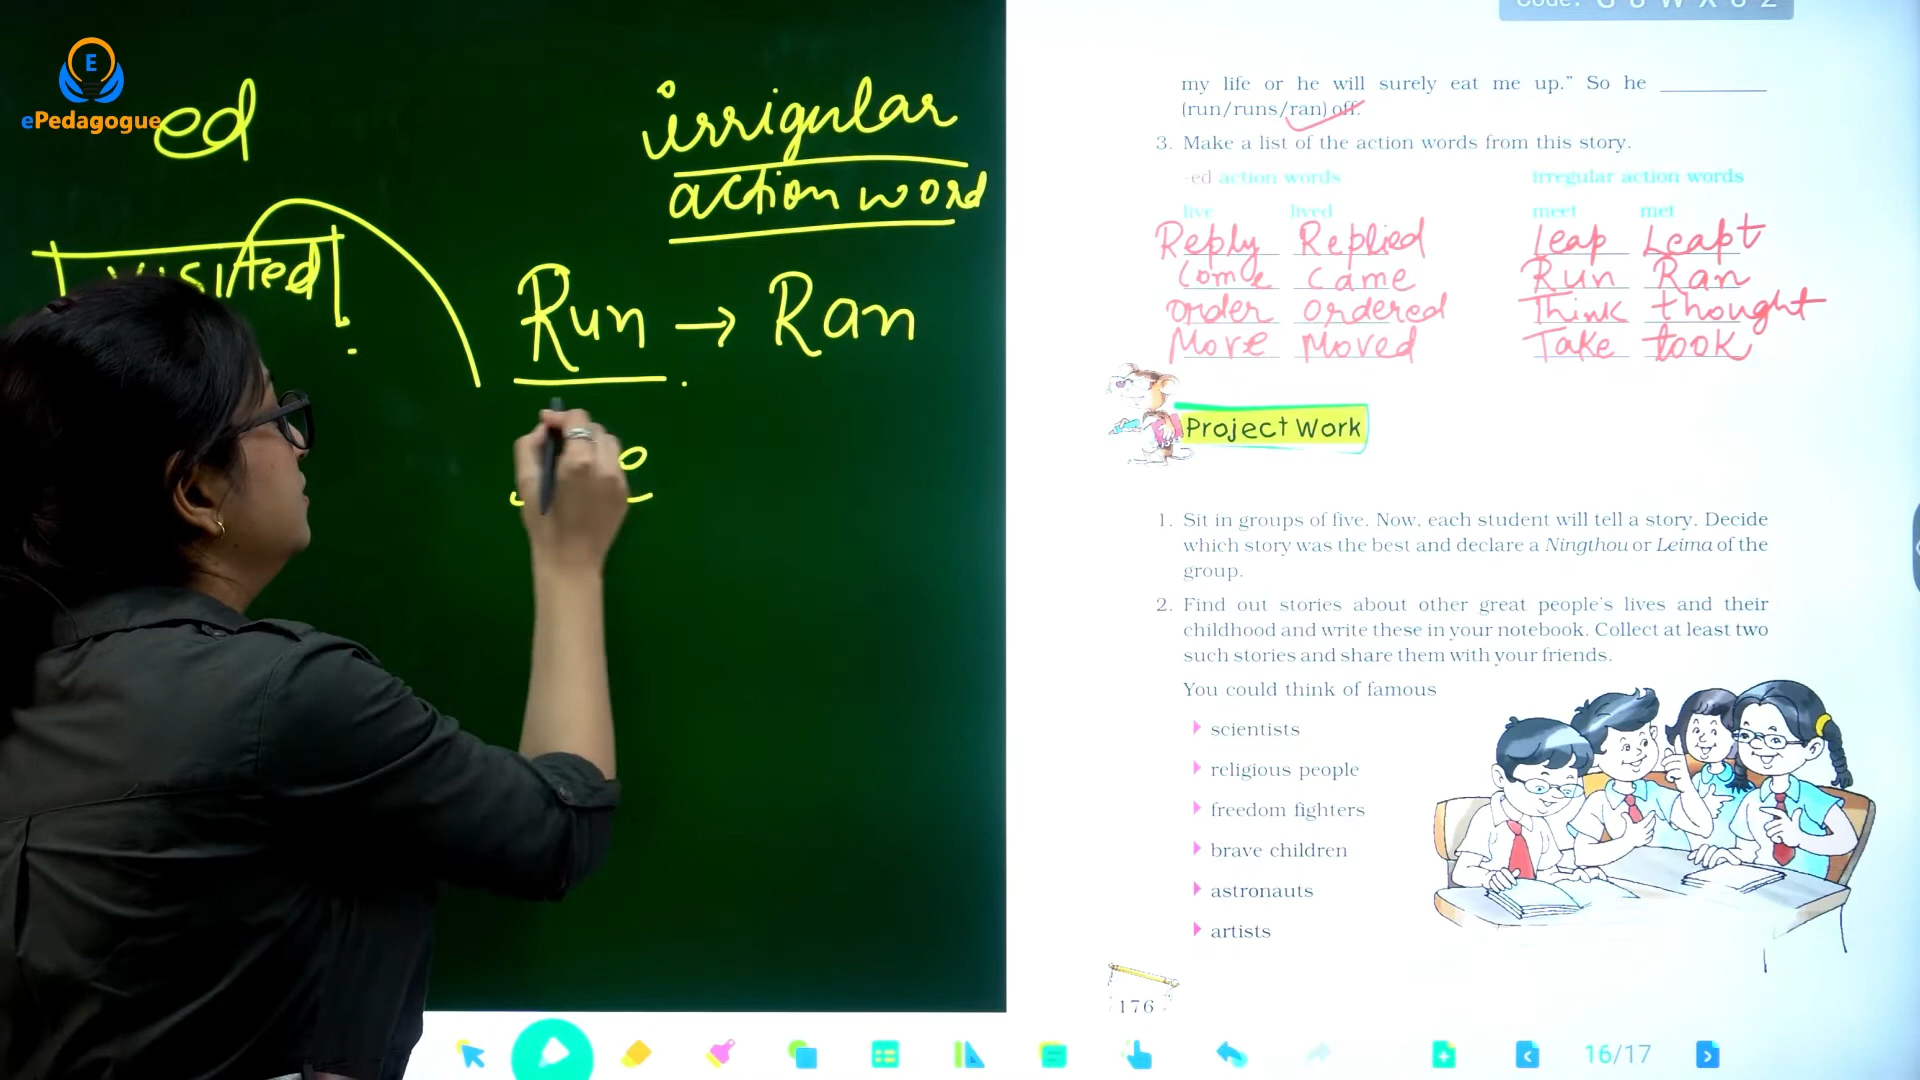 E
ePedagogue
ed
irrigular
action word
visited
Run → Ran
my life or he will surely eat me up." So he __________
(run/runs/ran) off.
3. Make a list of the action words from this story.
-ed action words irregular action words
live lived meet met
Reply Replied Leap Leapt
Come Came Run Ran
Order Ordered Think thought
Move Moved Take took
Project Work
1. Sit in groups of five. Now, each student will tell a story. Decide
which story was the best and declare a Ningthou or Leima of the
group.
2. Find out stories about other great people's lives and their
childhood and write these in your notebook. Collect at least two
such stories and share them with your friends.
You could think of famous
scientists
religious people
freedom fighters
brave children
astronauts
artists
176
16/17